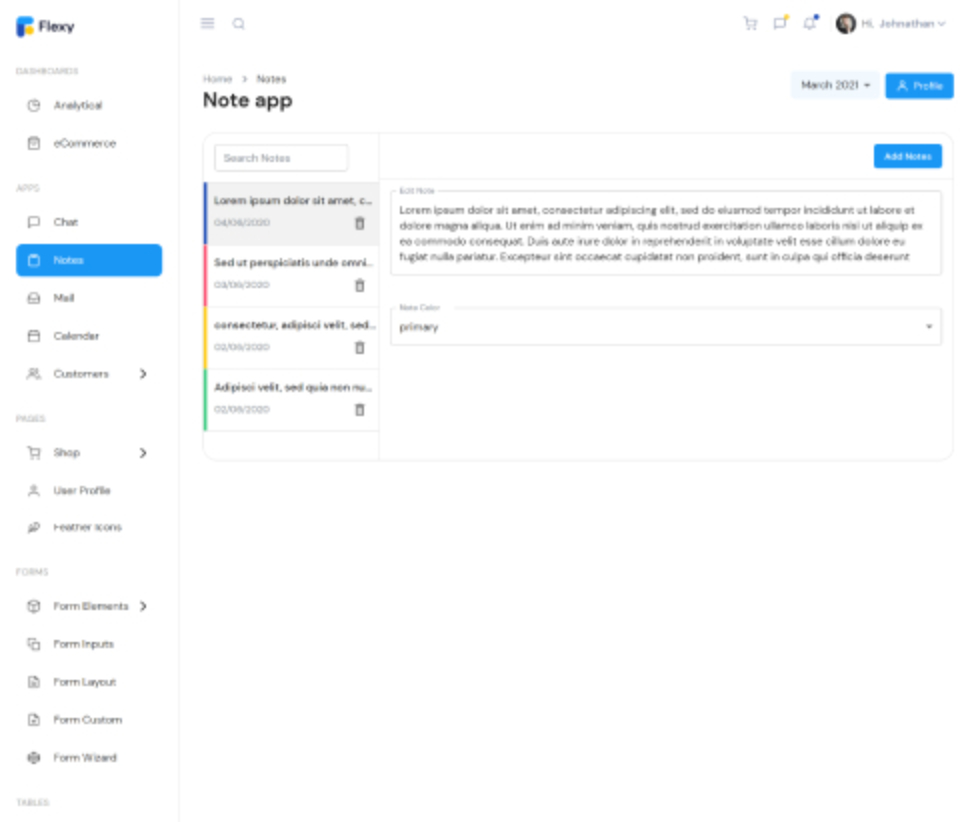 Flexy
Hi, Johnathan
DASHBOARDS
Analytical
eCommerce
APPS
Chat
Notes
Mail
Calendar
Customers
PAGES
Shop
User Profile
Feather Icons
FORMS
Form Elements
Form Inputs
Form Layout
Form Custom
Form Wizard
TABLES
Home > Notes
Note app
March 2021
Profile
Search Notes
Lorem ipsum dolor sit amet, c...
04/06/2020
Sed ut perspiciatis unde omni...
03/06/2020
consectetur, adipisci velit, sed...
02/06/2020
Adipisci velit, sed quia non nu...
02/06/2020
Add Notes
Edit Note
Lorem ipsum dolor sit amet, consectetur adipiscing elit, sed do eiusmod tempor incididunt ut labore et
dolore magna aliqua. Ut enim ad minim veniam, quis nostrud exercitation ullamco laboris nisi ut aliquip ex
ea commodo consequat. Duis aute irure dolor in reprehenderit in voluptate velit esse cillum dolore eu
fugiat nulla pariatur. Excepteur sint occaecat cupidatat non proident, sunt in culpa qui officia deserunt
Note Color
primary